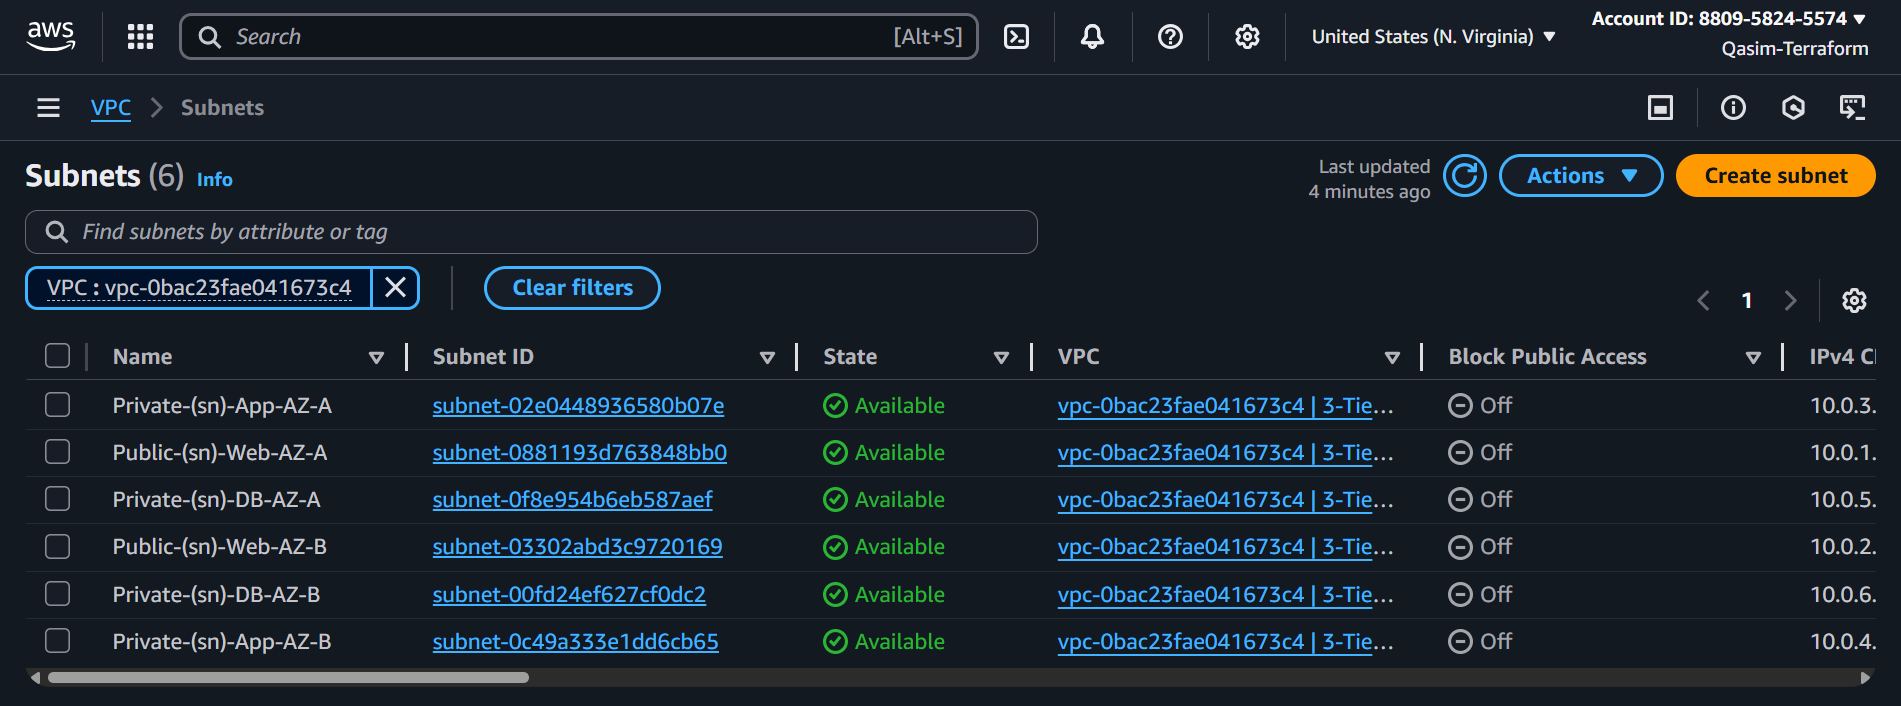 aws
Search [Alt+S]
United States (N. Virginia)
Account ID: 8809-5824-5574
Qasim-Terraform
VPC
Subnets
Subnets (6) Info
Last updated
4 minutes ago
Actions
Create subnet
Find subnets by attribute or tag
VPC : vpc-0bac23fae041673c4
Clear filters
1
Name Subnet ID State VPC Block Public Access IPv4 CI
Private-(sn)-App-AZ-A subnet-02e0448936580b07e Available vpc-0bac23fae041673c4 | 3-Tie… Off 10.0.3.
Public-(sn)-Web-AZ-A subnet-0881193d763848bb0 Available vpc-0bac23fae041673c4 | 3-Tie… Off 10.0.1.
Private-(sn)-DB-AZ-A subnet-0f8e954b6eb587aef Available vpc-0bac23fae041673c4 | 3-Tie… Off 10.0.5.
Public-(sn)-Web-AZ-B subnet-03302abd3c9720169 Available vpc-0bac23fae041673c4 | 3-Tie… Off 10.0.2.
Private-(sn)-DB-AZ-B subnet-00fd24ef627cf0dc2 Available vpc-0bac23fae041673c4 | 3-Tie… Off 10.0.6.
Private-(sn)-App-AZ-B subnet-0c49a333e1dd6cb65 Available vpc-0bac23fae041673c4 | 3-Tie… Off 10.0.4.